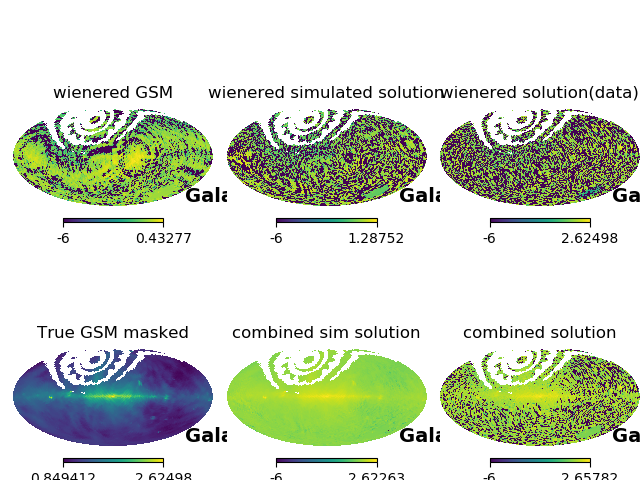 wienered GSM
wienered simulated solution
wienered solution(data)
Gala
Gala
Ga
-6 0.43277
-6 1.28752
-6 2.62498
True GSM masked
combined sim solution
combined solution
Gala
Gala
Ga
0.849412 2.62498
-6 2.62263
-6 2.65782